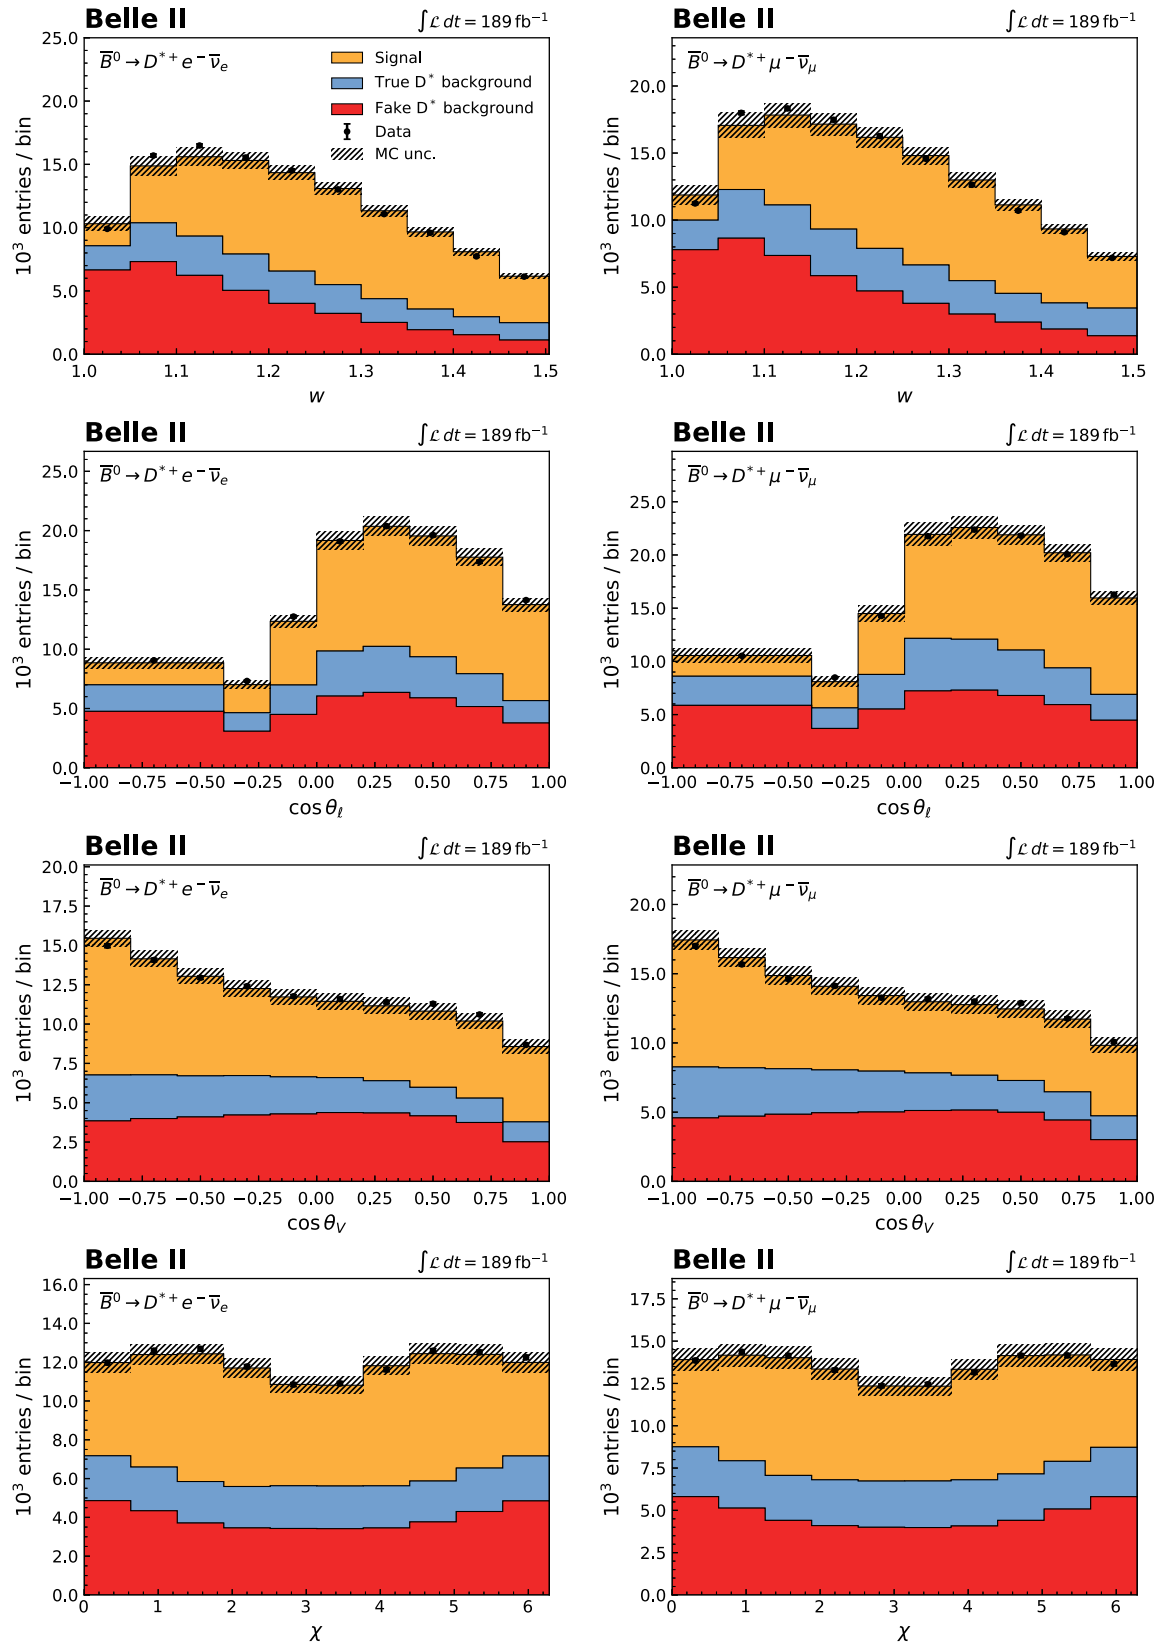 Belle II ∫ℒ dt = 189 fb⁻¹
B̅⁰ → D*⁺ e⁻ ν̅ₑ
Signal
True D* background
Fake D* background
Data
MC unc.
10³ entries / bin
25.0
20.0
15.0
10.0
5.0
0.0
1.0 1.1 1.2 1.3 1.4 1.5
w
Belle II ∫ℒ dt = 189 fb⁻¹
B̅⁰ → D*⁺ μ⁻ ν̅_μ
10³ entries / bin
20.0
15.0
10.0
5.0
0.0
1.0 1.1 1.2 1.3 1.4 1.5
w
Belle II ∫ℒ dt = 189 fb⁻¹
B̅⁰ → D*⁺ e⁻ ν̅ₑ
10³ entries / bin
25.0
20.0
15.0
10.0
5.0
0.0
−1.00 −0.75 −0.50 −0.25 0.00 0.25 0.50 0.75 1.00
cos θ_ℓ
Belle II ∫ℒ dt = 189 fb⁻¹
B̅⁰ → D*⁺ μ⁻ ν̅_μ
10³ entries / bin
25.0
20.0
15.0
10.0
5.0
0.0
−1.00 −0.75 −0.50 −0.25 0.00 0.25 0.50 0.75 1.00
cos θ_ℓ
Belle II ∫ℒ dt = 189 fb⁻¹
B̅⁰ → D*⁺ e⁻ ν̅ₑ
10³ entries / bin
20.0
17.5
15.0
12.5
10.0
7.5
5.0
2.5
0.0
−1.00 −0.75 −0.50 −0.25 0.00 0.25 0.50 0.75 1.00
cos θ_V
Belle II ∫ℒ dt = 189 fb⁻¹
B̅⁰ → D*⁺ μ⁻ ν̅_μ
10³ entries / bin
20.0
15.0
10.0
5.0
0.0
−1.00 −0.75 −0.50 −0.25 0.00 0.25 0.50 0.75 1.00
cos θ_V
Belle II ∫ℒ dt = 189 fb⁻¹
B̅⁰ → D*⁺ e⁻ ν̅ₑ
10³ entries / bin
16.0
14.0
12.0
10.0
8.0
6.0
4.0
2.0
0.0
0 1 2 3 4 5 6
χ
Belle II ∫ℒ dt = 189 fb⁻¹
B̅⁰ → D*⁺ μ⁻ ν̅_μ
10³ entries / bin
17.5
15.0
12.5
10.0
7.5
5.0
2.5
0.0
0 1 2 3 4 5 6
χ